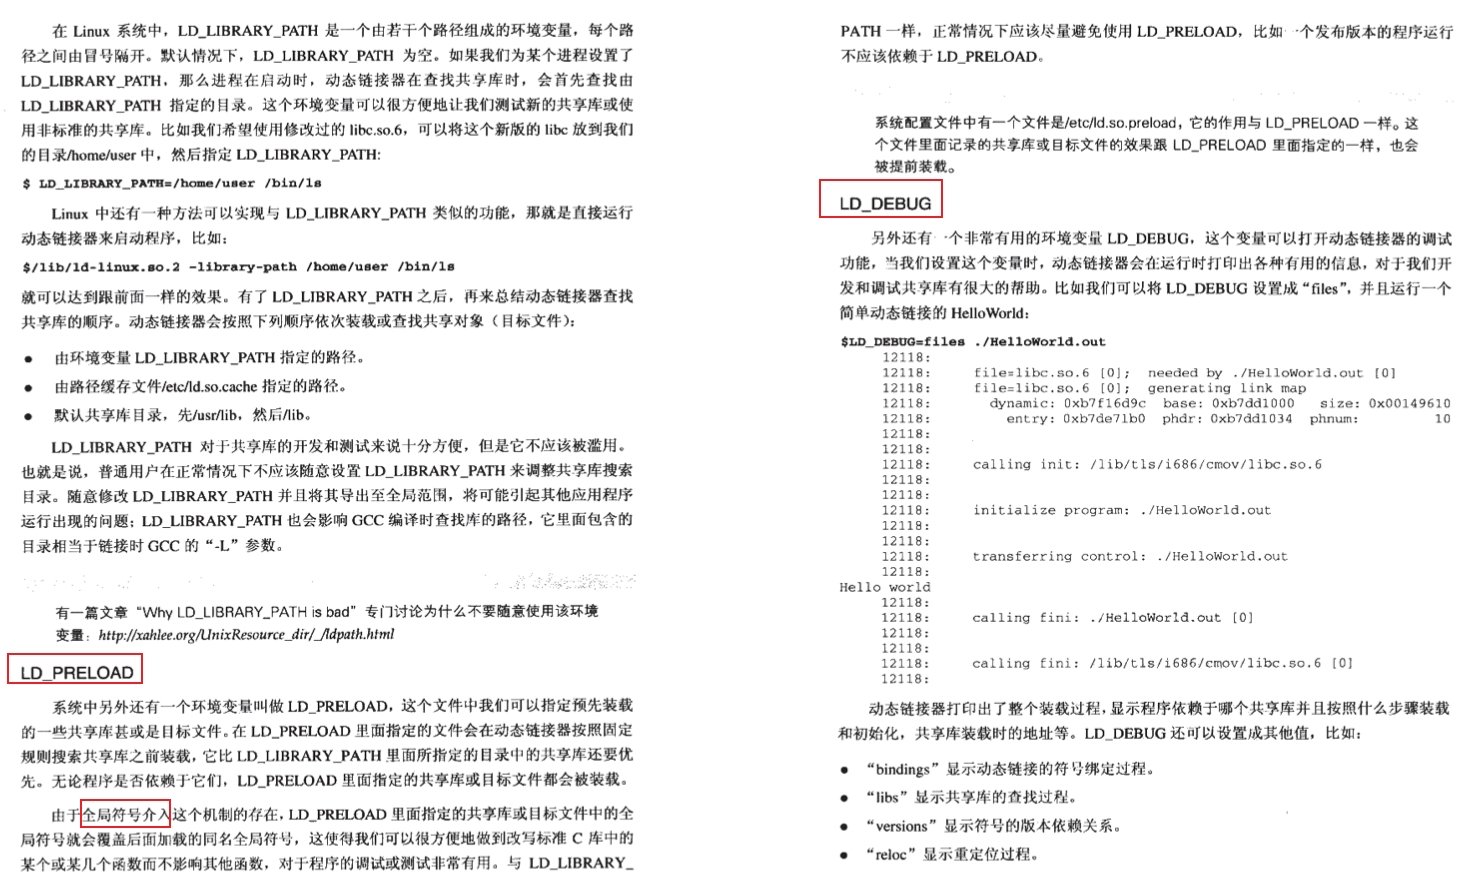 在 Linux 系统中，LD_LIBRARY_PATH 是一个由若干个路径组成的环境变量，每个路
径之间由冒号隔开。默认情况下，LD_LIBRARY_PATH 为空。如果我们为某个进程设置了
LD_LIBRARY_PATH，那么进程在启动时，动态链接器在查找共享库时，会首先查找由
LD_LIBRARY_PATH 指定的目录。这个环境变量可以很方便地让我们测试新的共享库或使
用非标准的共享库。比如我们希望使用修改过的 libc.so.6，可以将这个新版的 libc 放到我们
的目录/home/user 中，然后指定 LD_LIBRARY_PATH:
$ LD_LIBRARY_PATH=/home/user /bin/ls
Linux 中还有一种方法可以实现与 LD_LIBRARY_PATH 类似的功能，那就是直接运行
动态链接器来启动程序，比如：
$/lib/ld-linux.so.2 -library-path /home/user /bin/ls
就可以达到跟前面一样的效果。有了 LD_LIBRARY_PATH 之后，再来总结动态链接器查找
共享库的顺序。动态链接器会按照下列顺序依次装载或查找共享对象（目标文件）：
● 由环境变量 LD_LIBRARY_PATH 指定的路径。
● 由路径缓存文件/etc/ld.so.cache 指定的路径。
● 默认共享库目录，先/usr/lib，然后/lib。
LD_LIBRARY_PATH 对于共享库的开发和测试来说十分方便，但是它不应该被滥用。
也就是说，普通用户在正常情况下不应该随意设置 LD_LIBRARY_PATH 来调整共享库搜索
目录。随意修改 LD_LIBRARY_PATH 并且将其导出至全局范围，将可能引起其他应用程序
运行出现的问题；LD_LIBRARY_PATH 也会影响 GCC 编译时查找库的路径，它里面包含的
目录相当于链接时 GCC 的“-L”参数。
有一篇文章“Why LD_LIBRARY_PATH is bad”专门讨论为什么不要随意使用该环境
变量：http://xahlee.org/UnixResource_dir/_/ldpath.html
LD_PRELOAD
系统中另外还有一个环境变量叫做 LD_PRELOAD，这个文件中我们可以指定预先装载
的一些共享库甚或是目标文件。在 LD_PRELOAD 里面指定的文件会在动态链接器按照固定
规则搜索共享库之前装载，它比 LD_LIBRARY_PATH 里面所指定的目录中的共享库还要优
先。无论程序是否依赖于它们，LD_PRELOAD 里面指定的共享库或目标文件都会被装载。
由于全局符号介入这个机制的存在，LD_PRELOAD 里面指定的共享库或目标文件中的全
局符号就会覆盖后面加载的同名全局符号，这使得我们可以很方便地做到改写标准 C 库中的
某个或某几个函数而不影响其他函数，对于程序的调试或测试非常有用。与 LD_LIBRARY_
PATH 一样，正常情况下应该尽量避免使用 LD_PRELOAD，比如一个发布版本的程序运行
不应该依赖于 LD_PRELOAD。
系统配置文件中有一个文件是/etc/ld.so.preload，它的作用与 LD_PRELOAD 一样。这
个文件里面记录的共享库或目标文件的效果跟 LD_PRELOAD 里面指定的一样，也会
被提前装载。
LD_DEBUG
另外还有一个非常有用的环境变量 LD_DEBUG，这个变量可以打开动态链接器的调试
功能，当我们设置这个变量时，动态链接器会在运行时打印出各种有用的信息，对于我们开
发和调试共享库有很大的帮助。比如我们可以将 LD_DEBUG 设置成“files”，并且运行一个
简单动态链接的 HelloWorld：
$LD_DEBUG=files ./HelloWorld.out
12118:
12118: file=libc.so.6 [0]; needed by ./HelloWorld.out [0]
12118: file=libc.so.6 [0]; generating link map
12118: dynamic: 0xb7f16d9c base: 0xb7dd1000 size: 0x00149610
12118: entry: 0xb7de71b0 phdr: 0xb7dd1034 phnum: 10
12118:
12118:
12118: calling init: /lib/tls/i686/cmov/libc.so.6
12118:
12118:
12118: initialize program: ./HelloWorld.out
12118:
12118:
12118: transferring control: ./HelloWorld.out
12118:
Hello world
12118:
12118: calling fini: ./HelloWorld.out [0]
12118:
12118:
12118: calling fini: /lib/tls/i686/cmov/libc.so.6 [0]
12118:
动态链接器打印出了整个装载过程，显示程序依赖于哪个共享库并且按照什么步骤装载
和初始化，共享库装载时的地址等。LD_DEBUG 还可以设置成其他值，比如：
● “bindings”显示动态链接的符号绑定过程。
● “libs”显示共享库的查找过程。
● “versions”显示符号的版本依赖关系。
● “reloc”显示重定位过程。